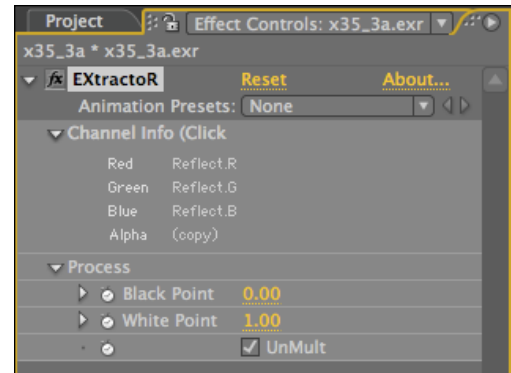 Project Effect Controls: x35_3a.exr
x35_3a * x35_3a.exr
fx EXtractoR Reset About...
Animation Presets: None
Channel Info (Click
Red Reflect.R
Green Reflect.G
Blue Reflect.B
Alpha (copy)
Process
Black Point 0.00
White Point 1.00
UnMult